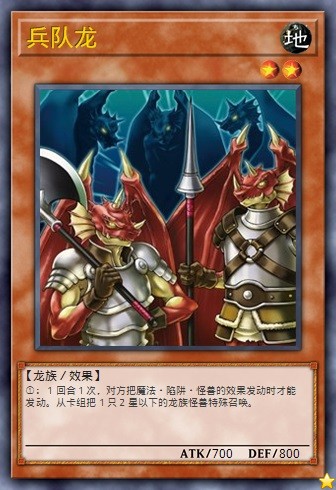 兵队龙
地
【龙族／效果】
①：1回合1次，对方把魔法·陷阱·怪兽的效果发动时才能
发动。从卡组把1只2星以下的龙族怪兽特殊召唤。
ATK/700 DEF/800